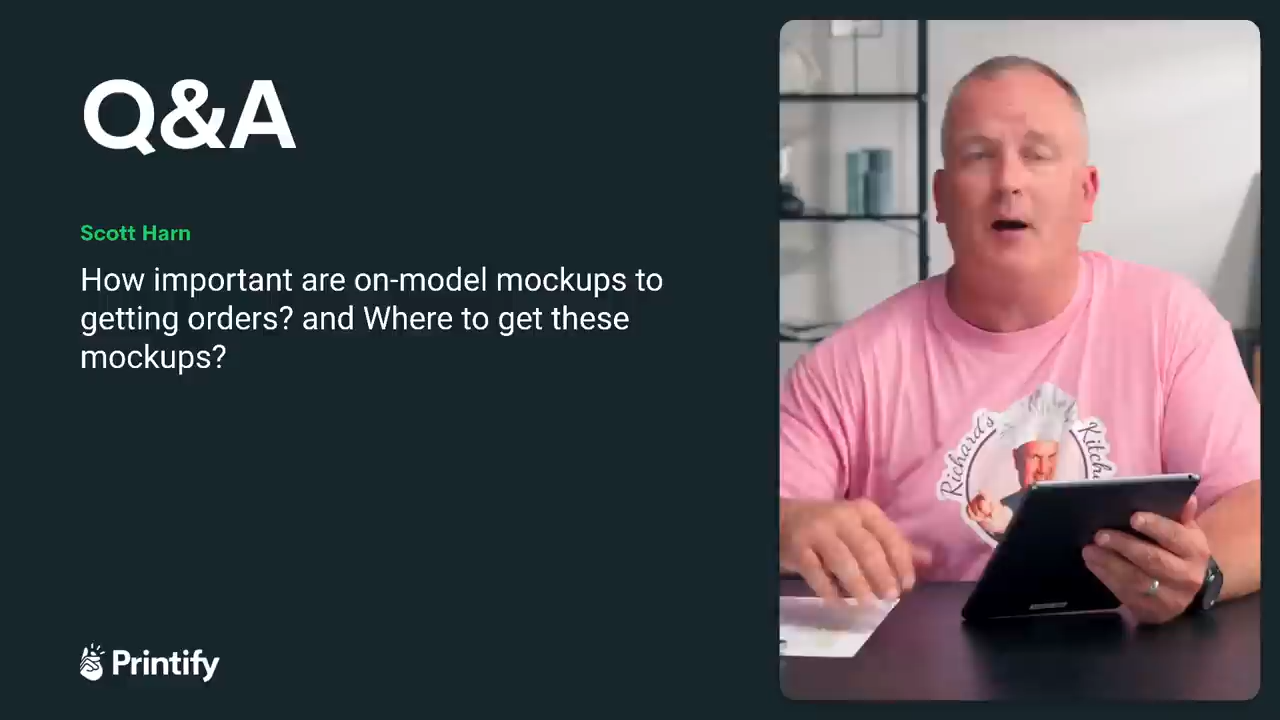 Q&A
Scott Harn
How important are on-model mockups to
getting orders? and Where to get these
mockups?
Printify
Richard's